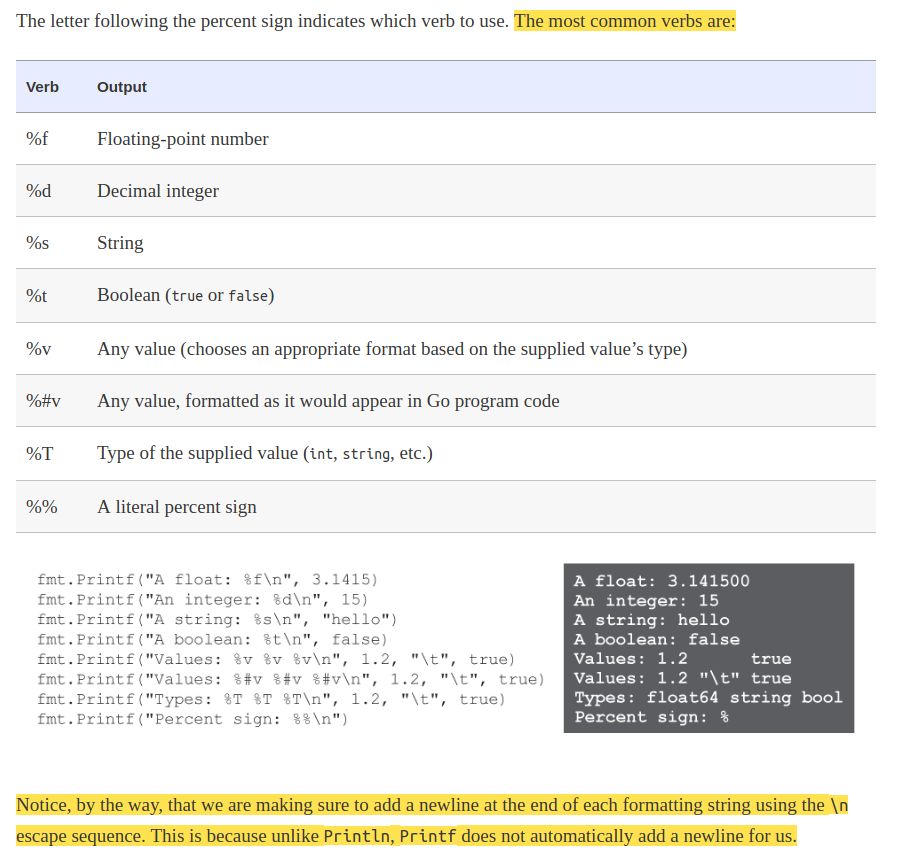 The letter following the percent sign indicates which verb to use. The most common verbs are:
Verb Output
%f Floating-point number
%d Decimal integer
%s String
%t Boolean (true or false)
%v Any value (chooses an appropriate format based on the supplied value’s type)
%#v Any value, formatted as it would appear in Go program code
%T Type of the supplied value (int, string, etc.)
%% A literal percent sign
fmt.Printf("A float: %f\n", 3.1415)
fmt.Printf("An integer: %d\n", 15)
fmt.Printf("A string: %s\n", "hello")
fmt.Printf("A boolean: %t\n", false)
fmt.Printf("Values: %v %v %v\n", 1.2, "\t", true)
fmt.Printf("Values: %#v %#v %#v\n", 1.2, "\t", true)
fmt.Printf("Types: %T %T %T\n", 1.2, "\t", true)
fmt.Printf("Percent sign: %%\n")
A float: 3.141500
An integer: 15
A string: hello
A boolean: false
Values: 1.2 	 true
Values: 1.2 "\t" true
Types: float64 string bool
Percent sign: %
Notice, by the way, that we are making sure to add a newline at the end of each formatting string using the \n
escape sequence. This is because unlike Println, Printf does not automatically add a newline for us.